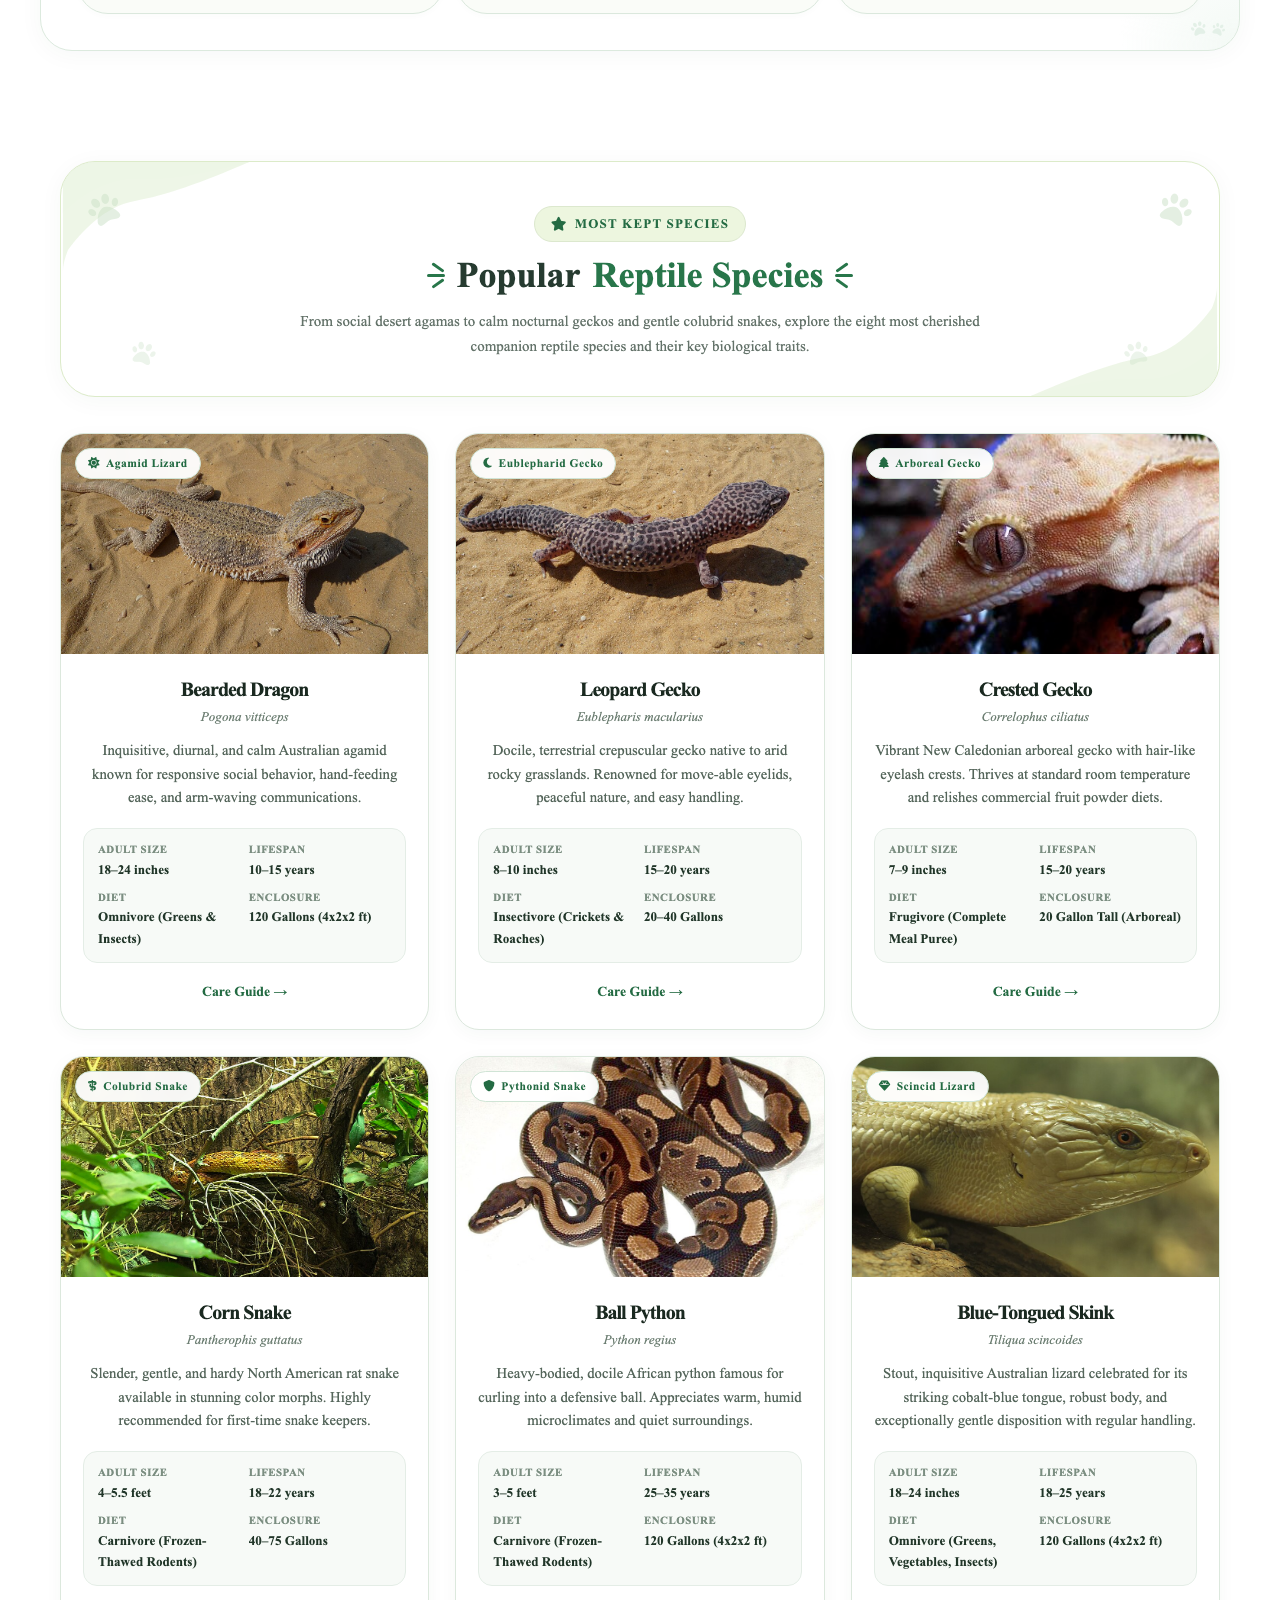 MOST KEPT SPECIES
Popular Reptile Species
From social desert agamas to calm nocturnal geckos and gentle colubrid snakes, explore the eight most cherished
companion reptile species and their key biological traits.
Agamid Lizard
Bearded Dragon
Pogona vitticeps
Inquisitive, diurnal, and calm Australian agamid
known for responsive social behavior, hand-feeding
ease, and arm-waving communications.
ADULT SIZE
18–24 inches
LIFESPAN
10–15 years
DIET
Omnivore (Greens &
Insects)
ENCLOSURE
120 Gallons (4x2x2 ft)
Care Guide →
Eublepharid Gecko
Leopard Gecko
Eublepharis macularius
Docile, terrestrial crepuscular gecko native to arid
rocky grasslands. Renowned for move-able eyelids,
peaceful nature, and easy handling.
ADULT SIZE
8–10 inches
LIFESPAN
15–20 years
DIET
Insectivore (Crickets &
Roaches)
ENCLOSURE
20–40 Gallons
Care Guide →
Arboreal Gecko
Crested Gecko
Correlophus ciliatus
Vibrant New Caledonian arboreal gecko with hair-like
eyelash crests. Thrives at standard room temperature
and relishes commercial fruit powder diets.
ADULT SIZE
7–9 inches
LIFESPAN
15–20 years
DIET
Frugivore (Complete
Meal Puree)
ENCLOSURE
20 Gallon Tall (Arboreal)
Care Guide →
Colubrid Snake
Corn Snake
Pantherophis guttatus
Slender, gentle, and hardy North American rat snake
available in stunning color morphs. Highly
recommended for first-time snake keepers.
ADULT SIZE
4–5.5 feet
LIFESPAN
18–22 years
DIET
Carnivore (Frozen-
Thawed Rodents)
ENCLOSURE
40–75 Gallons
Pythonid Snake
Ball Python
Python regius
Heavy-bodied, docile African python famous for
curling into a defensive ball. Appreciates warm, humid
microclimates and quiet surroundings.
ADULT SIZE
3–5 feet
LIFESPAN
25–35 years
DIET
Carnivore (Frozen-
Thawed Rodents)
ENCLOSURE
120 Gallons (4x2x2 ft)
Scincid Lizard
Blue-Tongued Skink
Tiliqua scincoides
Stout, inquisitive Australian lizard celebrated for its
striking cobalt-blue tongue, robust body, and
exceptionally gentle disposition with regular handling.
ADULT SIZE
18–24 inches
LIFESPAN
18–25 years
DIET
Omnivore (Greens,
Vegetables, Insects)
ENCLOSURE
120 Gallons (4x2x2 ft)